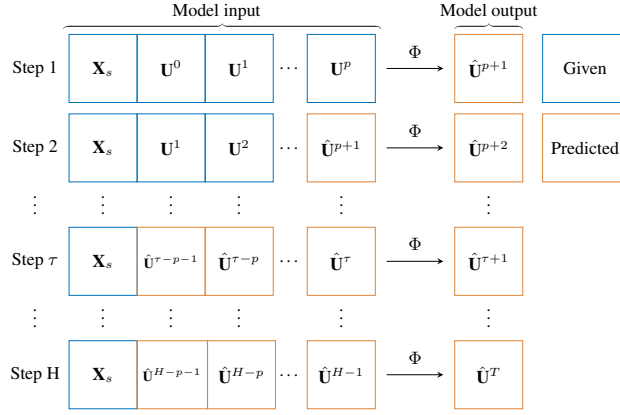 Model input Model output
Step 1 X_s U^0 U^1 ⋯ U^p Φ Û^{p+1} Given
Step 2 X_s U^1 U^2 ⋯ Û^{p+1} Φ Û^{p+2} Predicted
⋮ ⋮ ⋮ ⋮ ⋮ ⋮
Step τ X_s Û^{τ−p−1} Û^{τ−p} ⋯ Û^τ Φ Û^{τ+1}
⋮ ⋮ ⋮ ⋮ ⋮ ⋮
Step H X_s Û^{H−p−1} Û^{H−p} ⋯ Û^{H−1} Φ Û^T